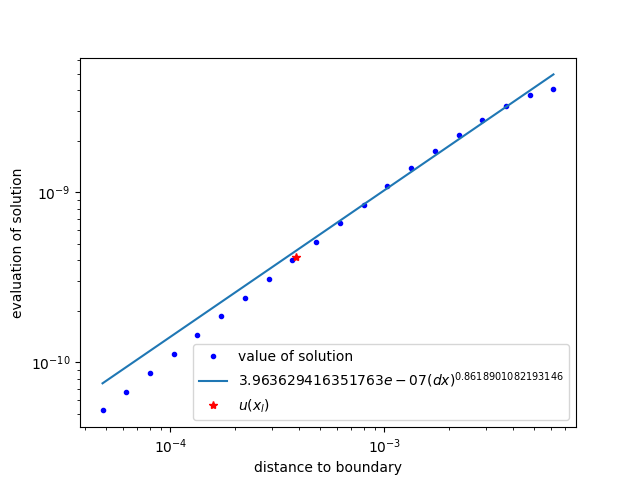 evaluation of solution
10⁻⁹
10⁻¹⁰
value of solution
3.963629416351763e − 07(dx)^0.8618901082193146
u(x_l)
10⁻⁴
10⁻³
distance to boundary